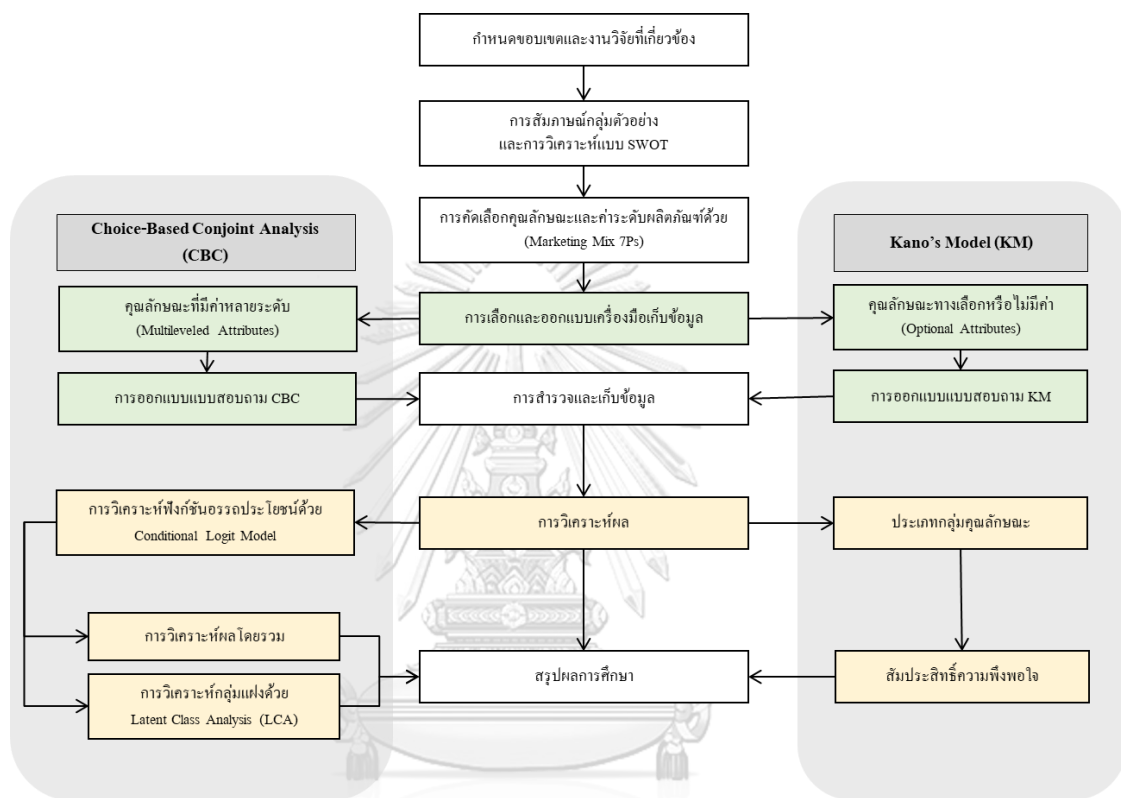 กำหนดขอบเขตและงานวิจัยที่เกี่ยวข้อง
การสัมภาษณ์กลุ่มตัวอย่าง
และการวิเคราะห์แบบ SWOT
การคัดเลือกคุณลักษณะและค่าระดับผลิตภัณฑ์ด้วย
(Marketing Mix 7Ps)
Choice-Based Conjoint Analysis
(CBC)
Kano's Model (KM)
คุณลักษณะที่มีค่าหลายระดับ
(Multileveled Attributes)
การเลือกและออกแบบเครื่องมือเก็บข้อมูล
คุณลักษณะทางเลือกหรือไม่มีค่า
(Optional Attributes)
การออกแบบแบบสอบถาม CBC
การสำรวจและเก็บข้อมูล
การออกแบบแบบสอบถาม KM
การวิเคราะห์ฟังก์ชันอรรถประโยชน์ด้วย
Conditional Logit Model
การวิเคราะห์ผล
ประเภทกลุ่มคุณลักษณะ
การวิเคราะห์ผลโดยรวม
การวิเคราะห์กลุ่มแฝงด้วย
Latent Class Analysis (LCA)
สรุปผลการศึกษา
สัมประสิทธิ์ความพึงพอใจ